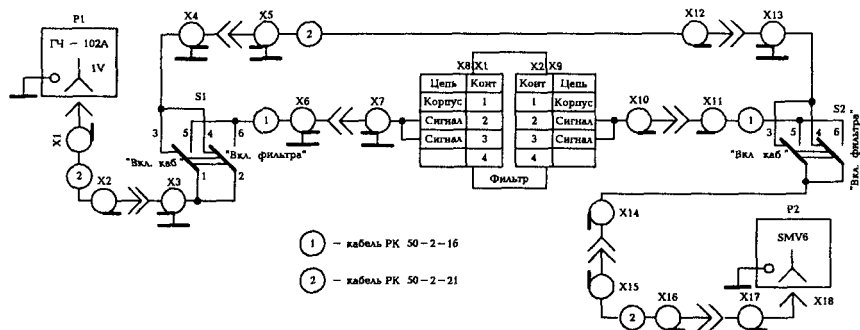 P1
ГЧ - 102А
1V
X1
2
X2
X3
X4
X5
2
X12
X13
S1
3
5
4
6
"Вкл. каб"
"Вкл. фильтра"
1
2
1
X6
X7
X8
X1
Цепь
Конт
Корпус
1
Сигнал
2
Сигнал
3
4
X2
X9
Конт
Цепь
1
Корпус
2
Сигнал
3
Сигнал
4
Фильтр
X10
X11
1
S2
3
5
4
6
"Вкл каб"
"Вкл. фильтра"
1
2
X14
X15
2
X16
X17
X18
P2
SMV6
1 - кабель РК 50-2-16
2 - кабель РК 50-2-21